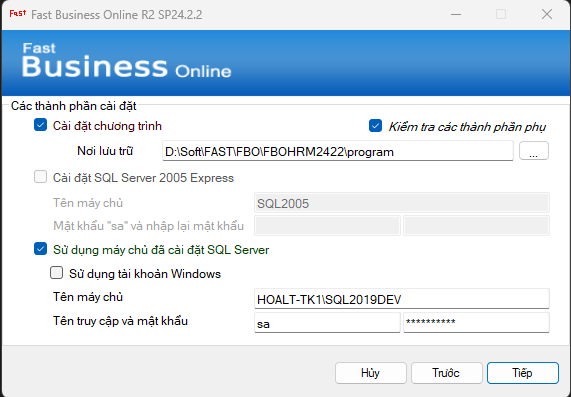 Fast Fast Business Online R2 SP24.2.2
Fast
Business Online
Các thành phần cài đặt
Cài đặt chương trình
Kiểm tra các thành phần phụ
Nơi lưu trữ
D:\Soft\FAST\FBO\FBOHRM2422\program
...
Cài đặt SQL Server 2005 Express
Tên máy chủ
SQL2005
Mật khẩu "sa" và nhập lại mật khẩu
Sử dụng máy chủ đã cài đặt SQL Server
Sử dụng tài khoản Windows
Tên máy chủ
HOALT-TK1\SQL2019DEV
Tên truy cập và mật khẩu
sa
**********
Hủy
Trước
Tiếp